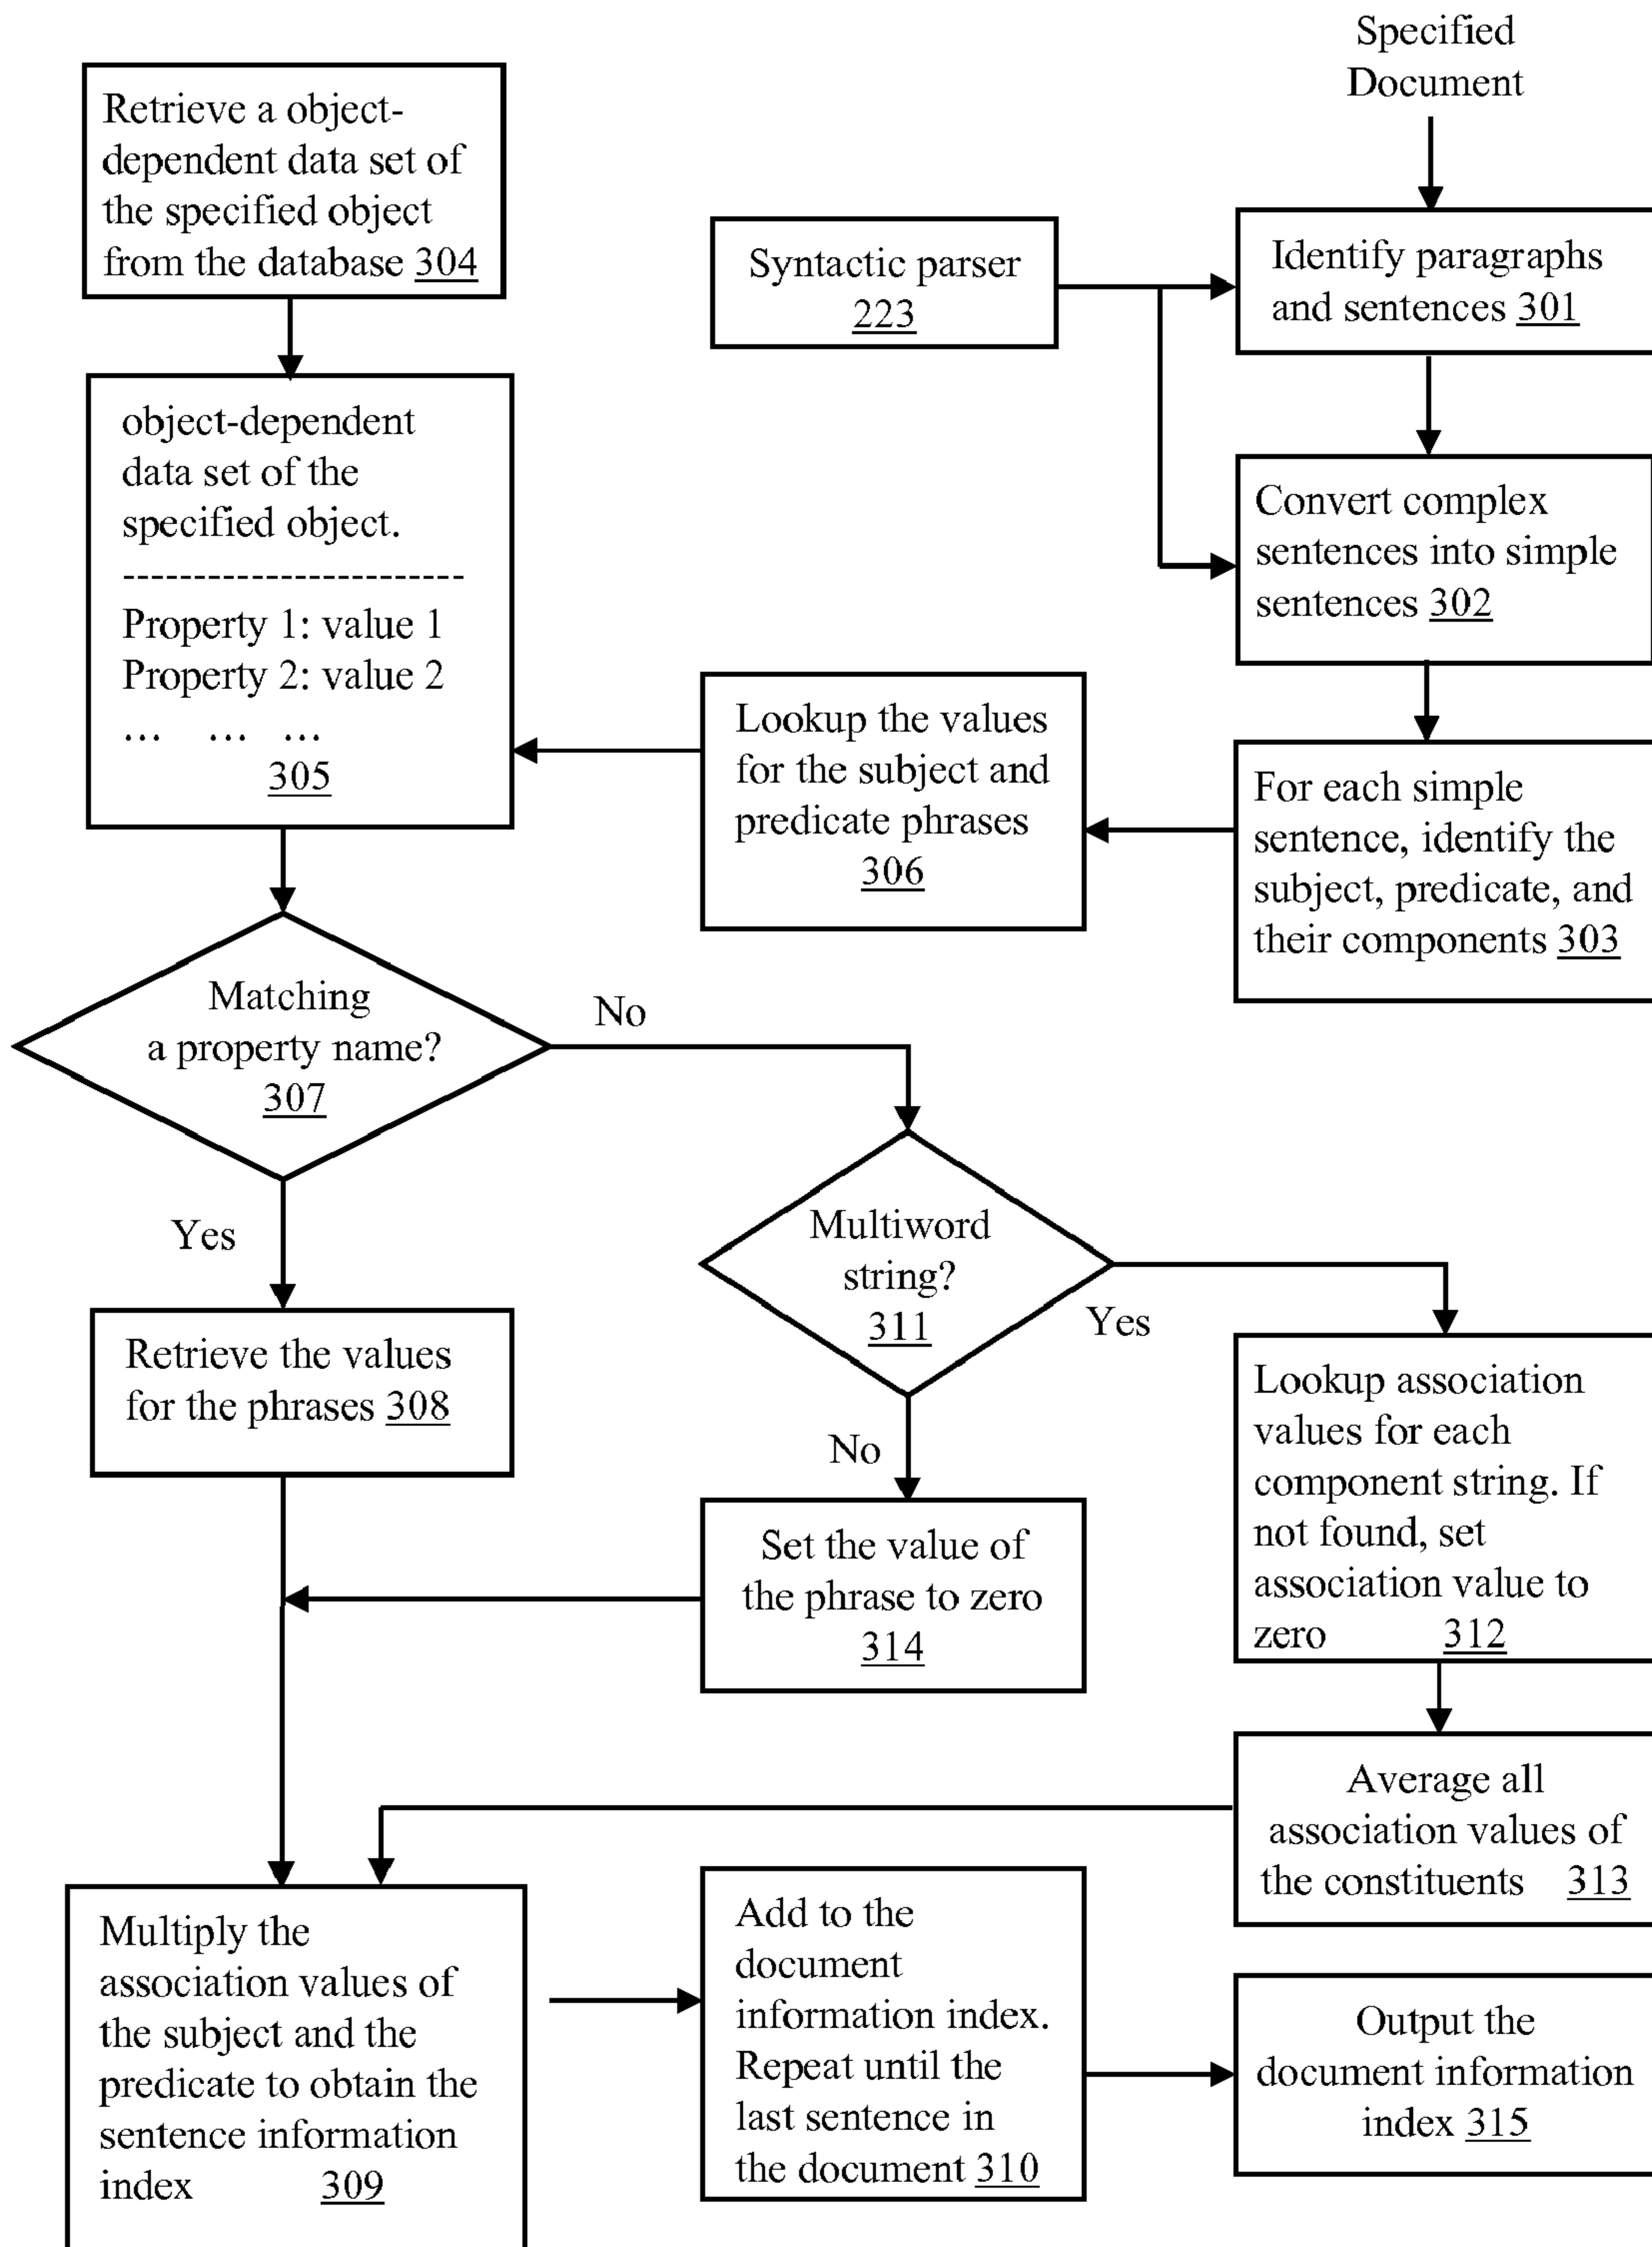 Specified
Document
Retrieve a object-
dependent data set of
the specified object
from the database 304
Syntactic parser
223
Identify paragraphs
and sentences 301
object-dependent
data set of the
specified object.
---------------------------
Property 1: value 1
Property 2: value 2
... ... ...
305
Convert complex
sentences into simple
sentences 302
Lookup the values
for the subject and
predicate phrases
306
For each simple
sentence, identify the
subject, predicate, and
their components 303
Matching
a property name?
307
No
Yes
Multiword
string?
311
Yes
No
Retrieve the values
for the phrases 308
Lookup association
values for each
component string. If
not found, set
association value to
zero 312
Set the value of
the phrase to zero
314
Average all
association values of
the constituents 313
Multiply the
association values of
the subject and the
predicate to obtain the
sentence information
index 309
Add to the
document
information index.
Repeat until the
last sentence in
the document 310
Output the
document information
index 315